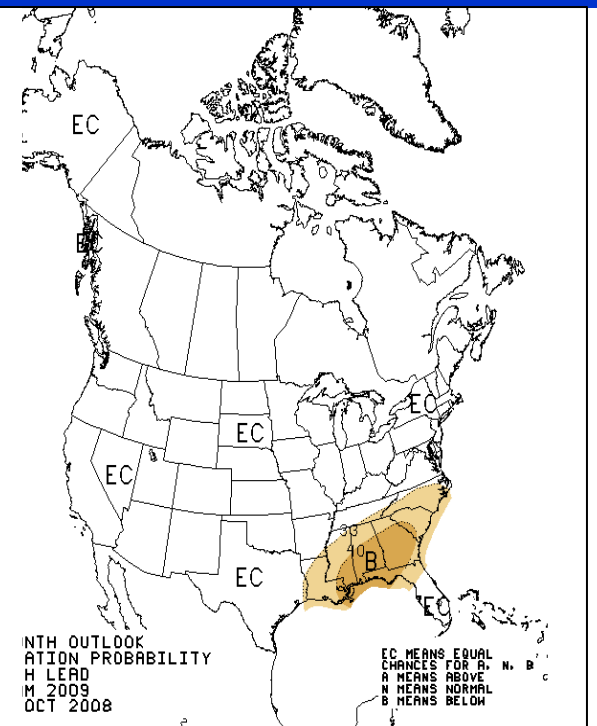 EC
EC
EC
EC
EC
33
40
B
EC
EC
NTH OUTLOOK
ATION PROBABILITY
H LEAD
M 2009
OCT 2008
EC MEANS EQUAL
CHANCES FOR A, N, B
A MEANS ABOVE
N MEANS NORMAL
B MEANS BELOW